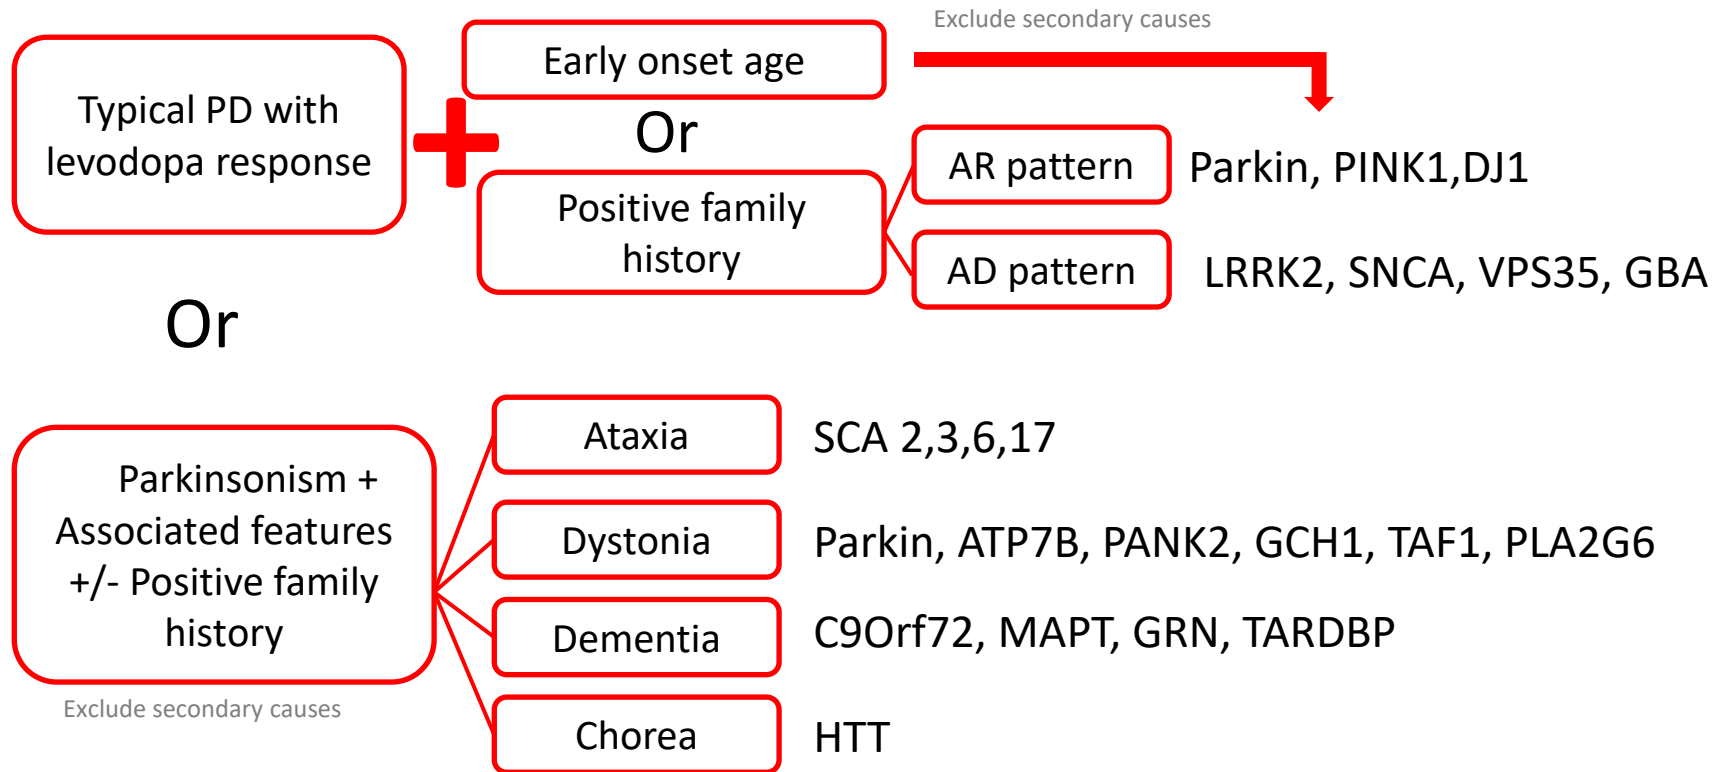 Exclude secondary causes
Typical PD with
levodopa response
Early onset age
Or
Positive family
history
AR pattern
Parkin, PINK1,DJ1
AD pattern
LRRK2, SNCA, VPS35, GBA
Or
Parkinsonism +
Associated features
+/- Positive family
history
Exclude secondary causes
Ataxia
SCA 2,3,6,17
Dystonia
Parkin, ATP7B, PANK2, GCH1, TAF1, PLA2G6
Dementia
C9Orf72, MAPT, GRN, TARDBP
Chorea
HTT